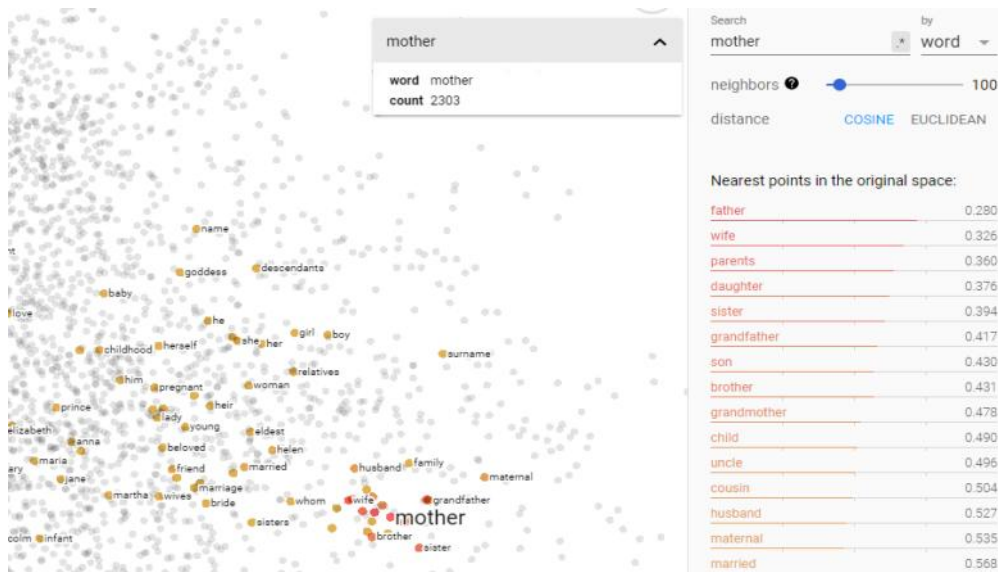 mother
word mother
count 2303
Search by
mother .* word
neighbors ? 100
distance COSINE EUCLIDEAN
Nearest points in the original space:
father 0.280
wife 0.326
parents 0.360
daughter 0.376
sister 0.394
grandfather 0.417
son 0.430
brother 0.431
grandmother 0.478
child 0.490
uncle 0.496
cousin 0.504
husband 0.527
maternal 0.535
married 0.568
name
goddess
descendants
baby
love
he
girl
boy
she
her
herself
childhood
surname
relatives
him
pregnant
woman
prince
heir
lady
young
elizabeth
eldest
anna
beloved
helen
maria
friend
married
husband
family
jane
maternal
marriage
martha
wives
bride
whom
wife
grandfather
sisters
mother
infant
brother
sister